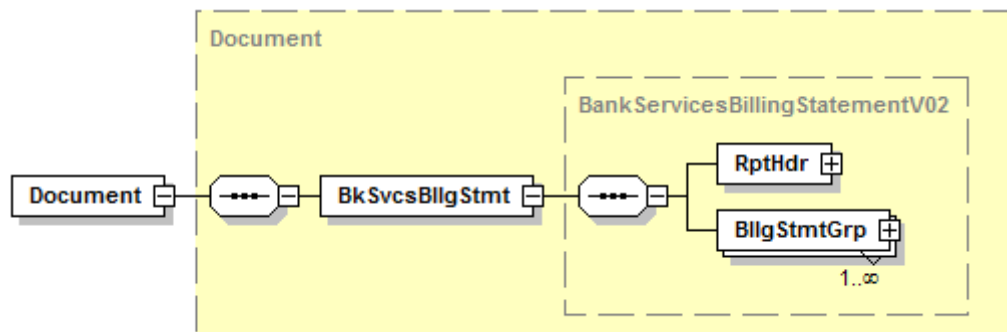 Document
BankServicesBillingStatementV02
RptHdr
Document
BkSvcsBllgStmt
BllgStmtGrp
1..∞